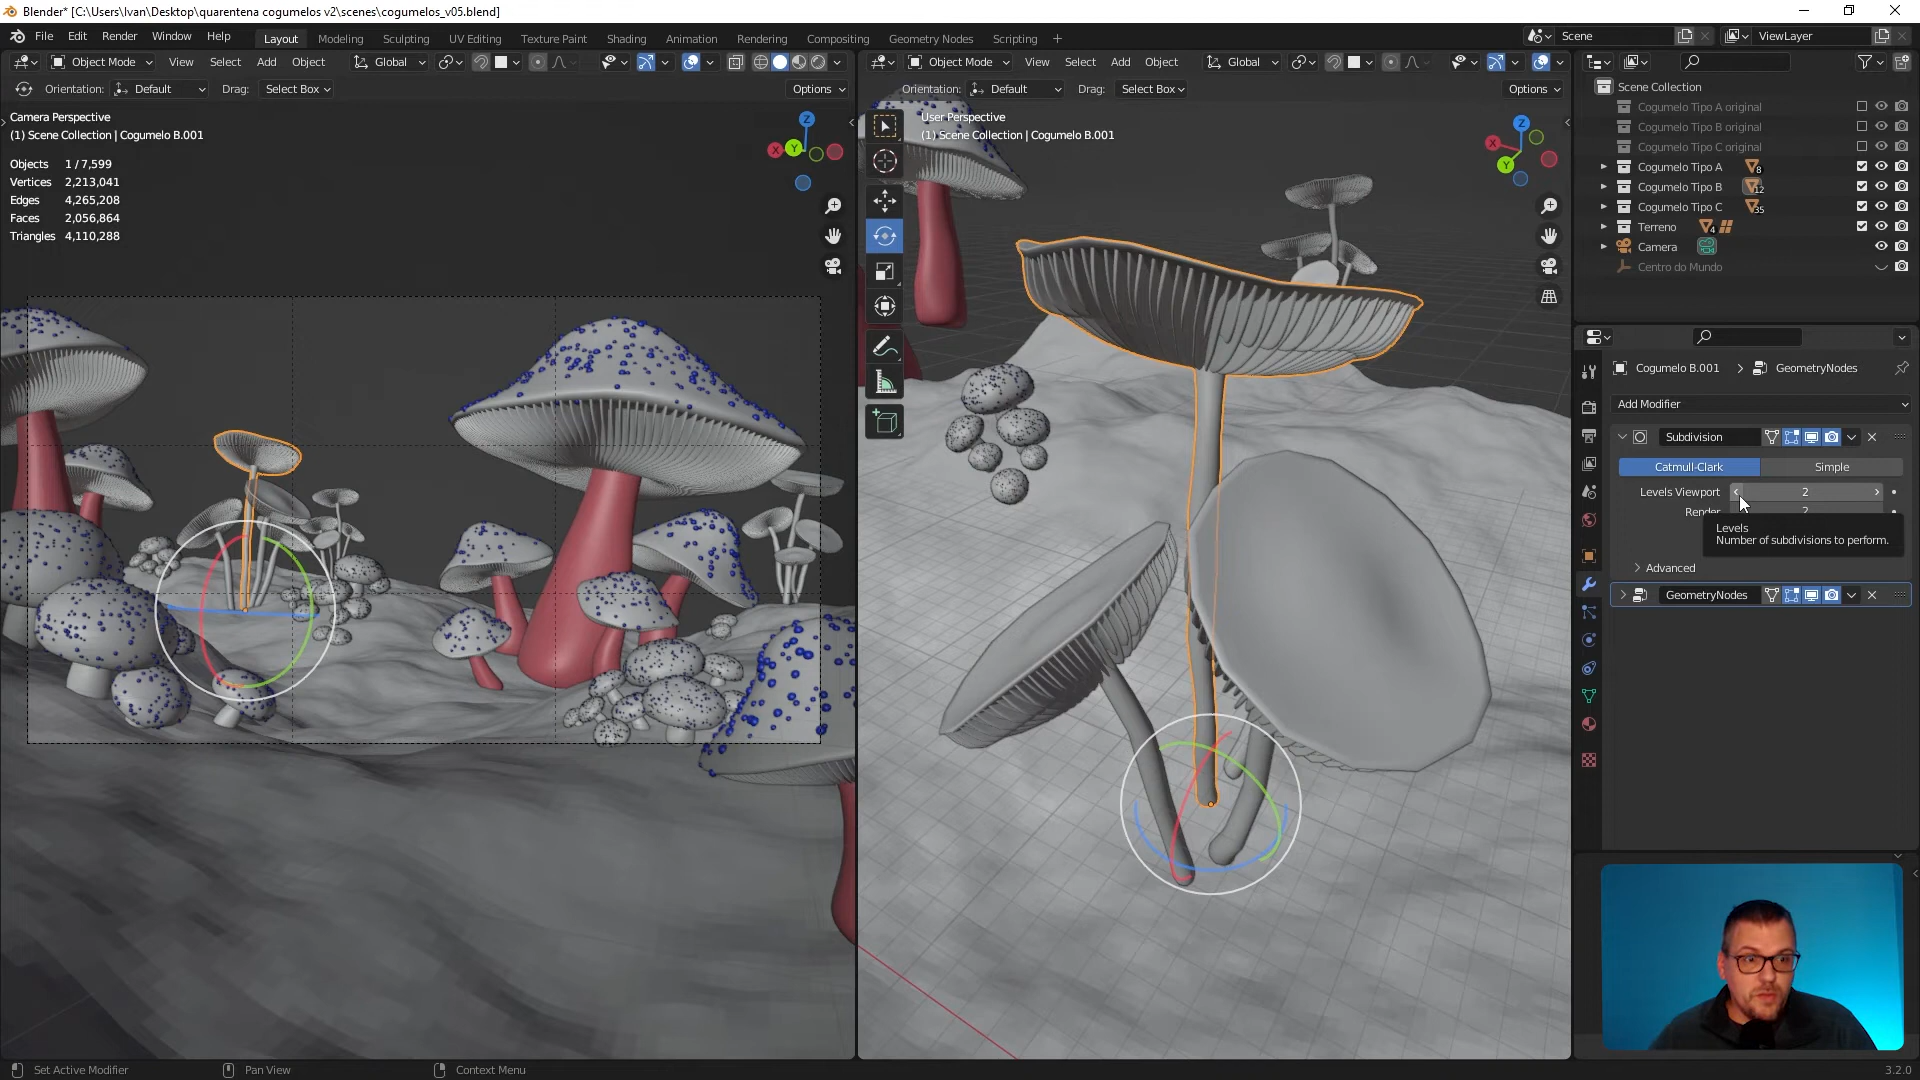 Blender* [C:\Users\Ivan\Desktop\quarentena cogumelos v2\scenes\cogumelos_v05.blend]
File Edit Render Window Help Layout Modeling Sculpting UV Editing Texture Paint Shading Animation Rendering Compositing Geometry Nodes Scripting + Scene ViewLayer
Object Mode View Select Add Object Global
Orientation: Default Drag: Select Box Options
Camera Perspective
(1) Scene Collection | Cogumelo B.001
Objects 1 / 7,599
Vertices 2,213,041
Edges 4,265,208
Faces 2,056,864
Triangles 4,110,288
Z
X
Y
Object Mode View Select Add Object Global
Orientation: Default Drag: Select Box Options
User Perspective
(1) Scene Collection | Cogumelo B.001
Z
X
Y
Scene Collection
Cogumelo Tipo A original
Cogumelo Tipo B original
Cogumelo Tipo C original
Cogumelo Tipo A 8
Cogumelo Tipo B 12
Cogumelo Tipo C 35
Terreno 4
Camera
Centro do Mundo
Cogumelo B.001 GeometryNodes
Add Modifier
Subdivision
Catmull-Clark Simple
Levels Viewport 2
Render 2
Levels
Number of subdivisions to perform.
Advanced
GeometryNodes
Set Active Modifier Pan View Context Menu 3.2.0